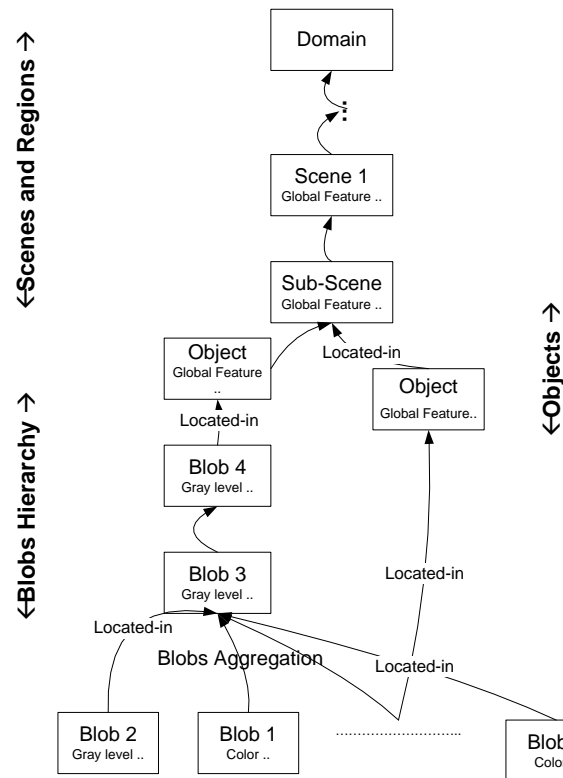 Domain
...
Scene 1
Global Feature ..
Sub-Scene
Global Feature ..
Object
Global Feature
..
Located-in
Object
Global Feature..
Located-in
Blob 4
Gray level ..
Blob 3
Gray level ..
Located-in
Located-in
Blobs Aggregation
Located-in
Blob 2
Gray level ..
Blob 1
Color ..
Blob
Color
←Scenes and Regions →
←Blobs Hierarchy →
←Objects →